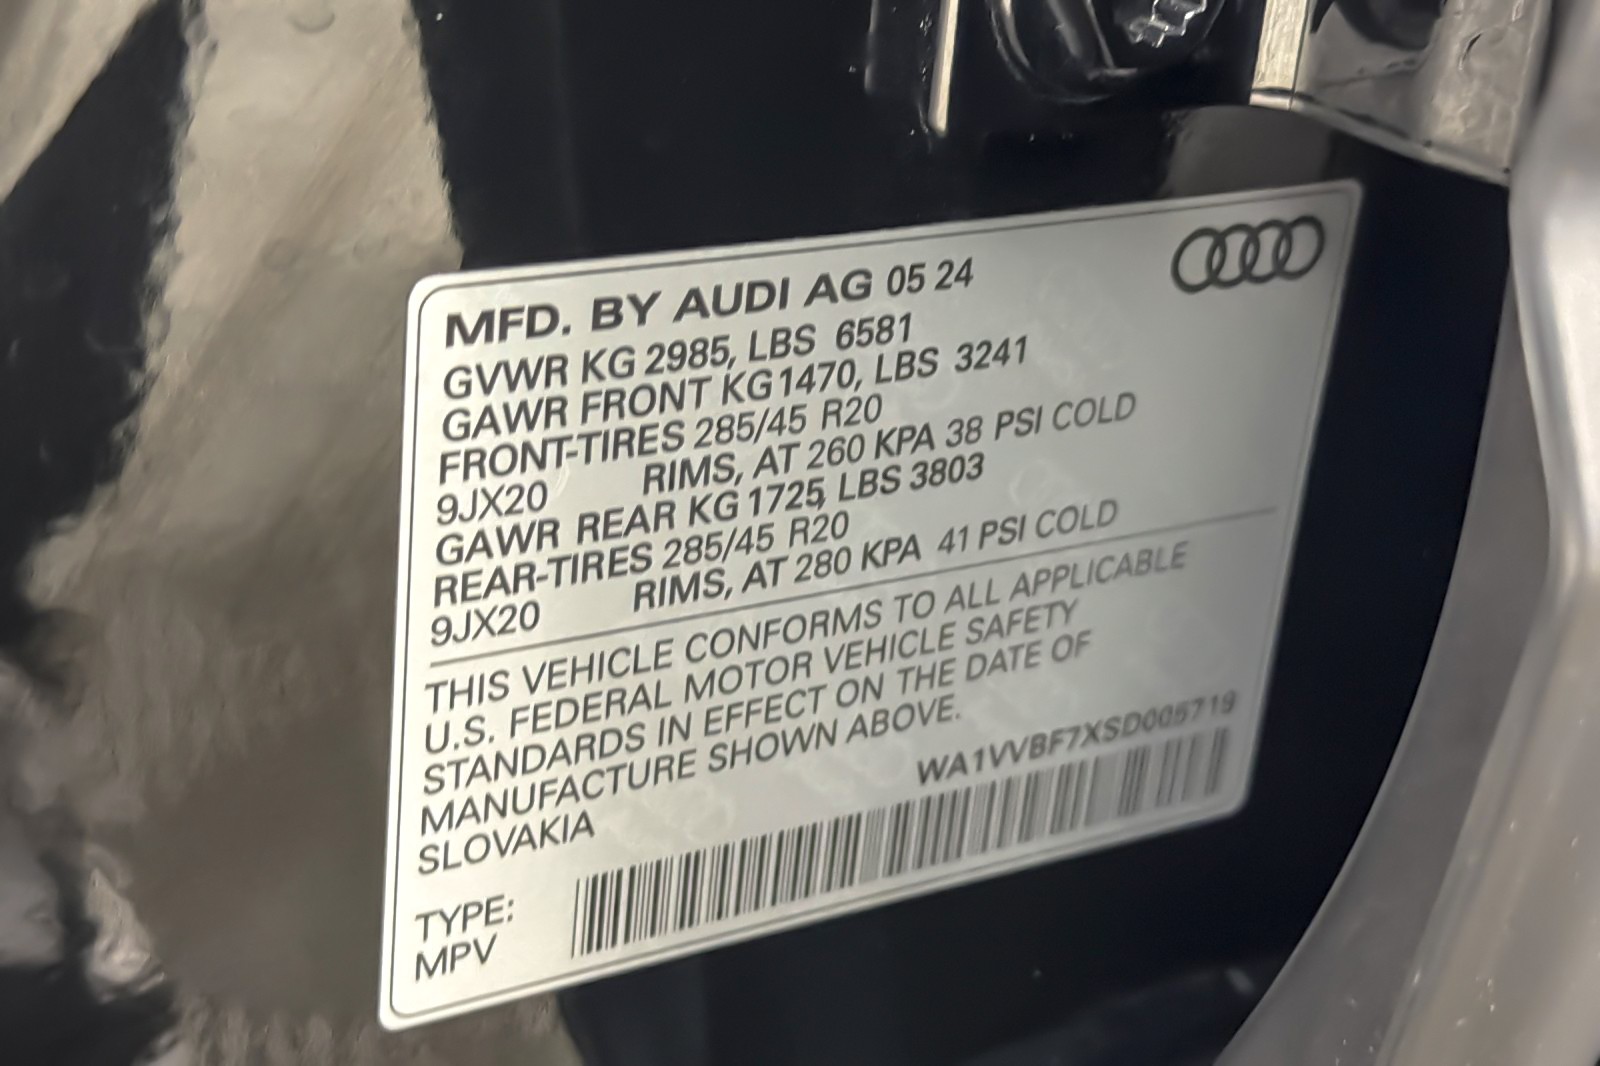 MFD. BY AUDI AG 05 24
GVWR KG 2985, LBS 6581
GAWR FRONT KG 1470, LBS 3241
FRONT-TIRES 285/45 R20
9JX20 RIMS, AT 260 KPA 38 PSI COLD
GAWR REAR KG 1725, LBS 3803
REAR-TIRES 285/45 R20
9JX20 RIMS, AT 280 KPA 41 PSI COLD
THIS VEHICLE CONFORMS TO ALL APPLICABLE
U.S. FEDERAL MOTOR VEHICLE SAFETY
STANDARDS IN EFFECT ON THE DATE OF
MANUFACTURE SHOWN ABOVE.
WA1VVBF7XSD005719
SLOVAKIA
TYPE:
MPV